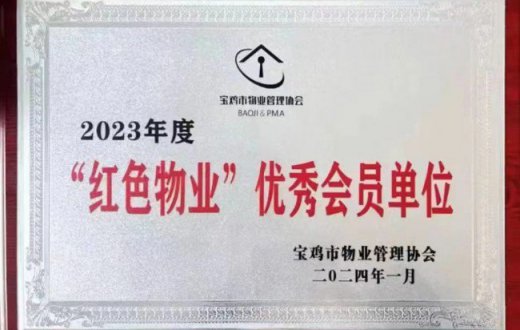 宝鸡市物业管理协会
BAOJI & PMA
2023年度
“红色物业”优秀会员单位
宝鸡市物业管理协会
二〇二四年一月